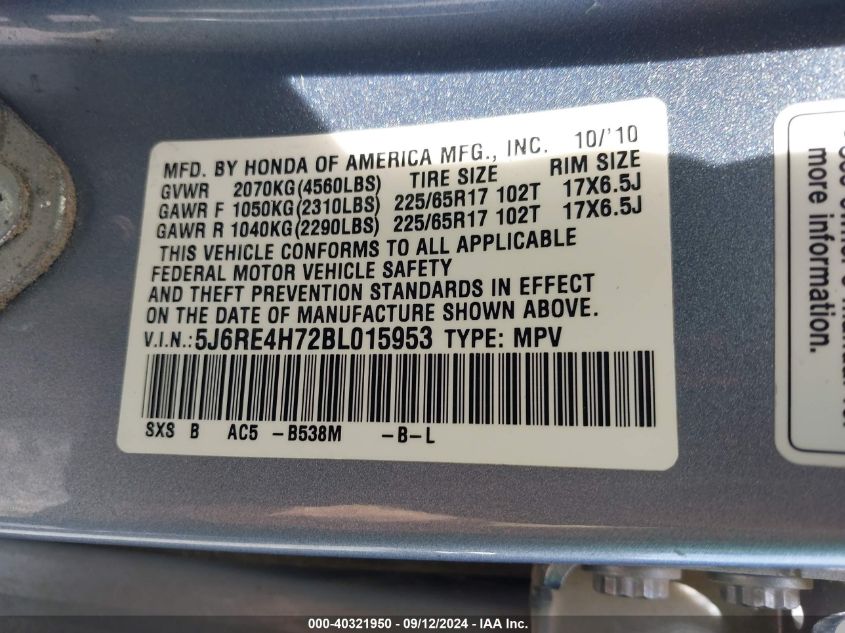 MFD. BY HONDA OF AMERICA MFG., INC. 10/'10
GVWR 2070KG(4560LBS) TIRE SIZE RIM SIZE
GAWR F 1050KG(2310LBS) 225/65R17 102T 17X6.5J
GAWR R 1040KG(2290LBS) 225/65R17 102T 17X6.5J
THIS VEHICLE CONFORMS TO ALL APPLICABLE
FEDERAL MOTOR VEHICLE SAFETY
AND THEFT PREVENTION STANDARDS IN EFFECT
ON THE DATE OF MANUFACTURE SHOWN ABOVE.
V.I.N.:5J6RE4H72BL015953 TYPE: MPV
SXS B AC5 -B538M -B-L
more information.
000-40321950 - 09/12/2024 - IAA Inc.